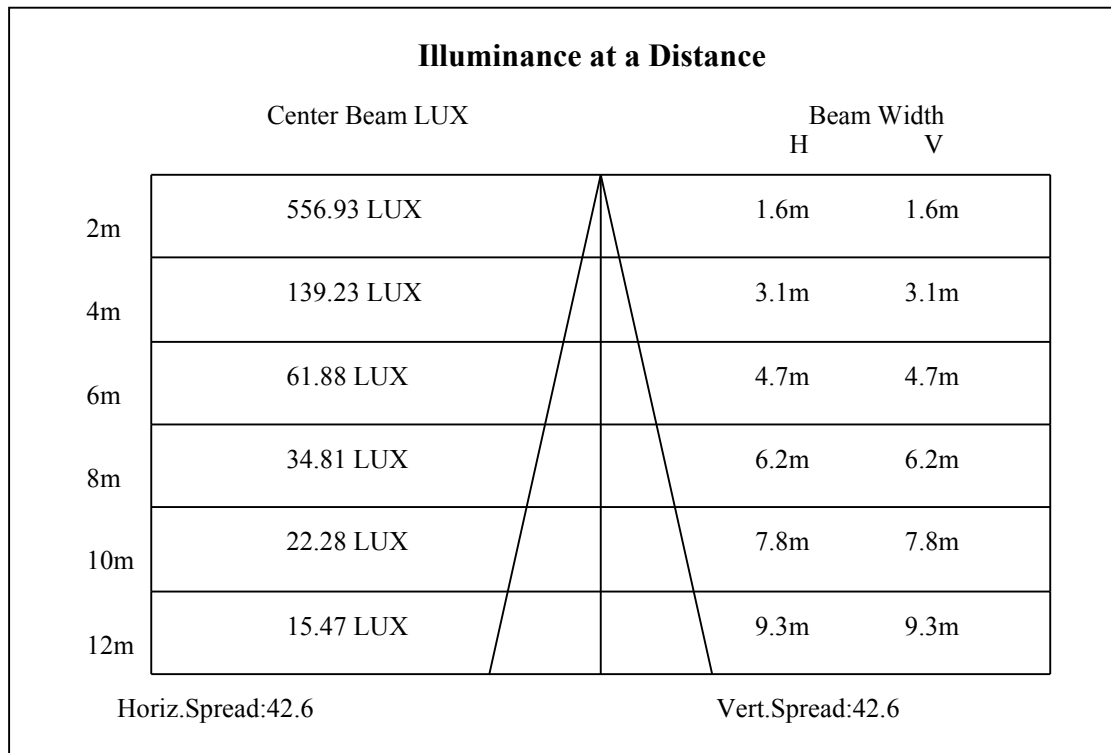 Illuminance at a Distance
Center Beam LUX Beam Width
H V
2m 556.93 LUX 1.6m 1.6m
4m 139.23 LUX 3.1m 3.1m
6m 61.88 LUX 4.7m 4.7m
8m 34.81 LUX 6.2m 6.2m
10m 22.28 LUX 7.8m 7.8m
12m 15.47 LUX 9.3m 9.3m
Horiz.Spread:42.6 Vert.Spread:42.6